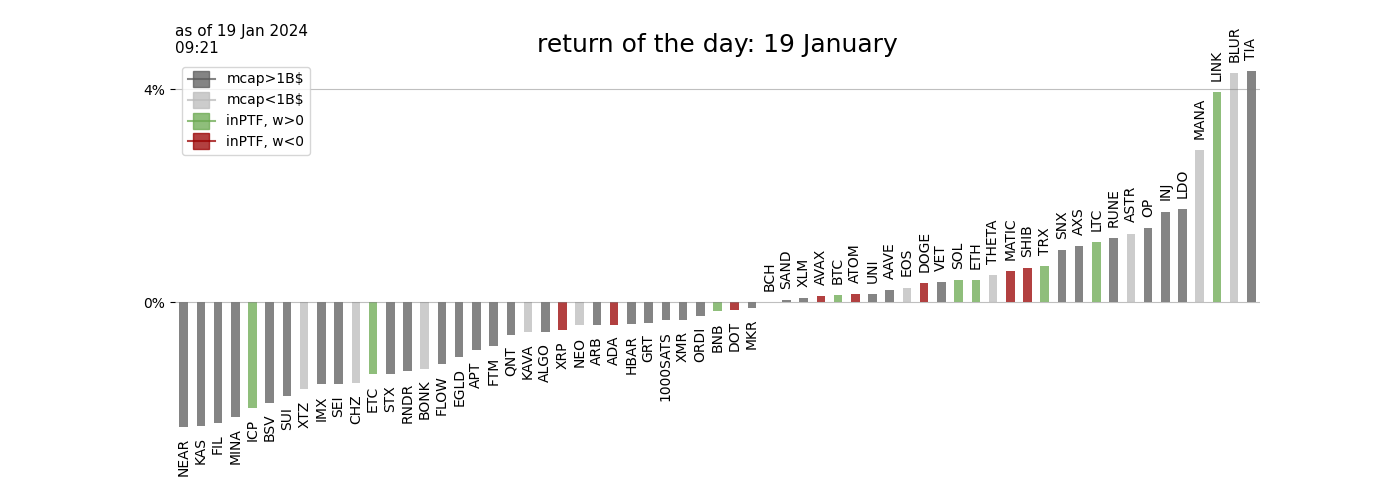 as of 19 Jan 2024
09:21
return of the day: 19 January
mcap>1B$
mcap<1B$
inPTF, w>0
inPTF, w<0
4%
0%
NEAR
KAS
FIL
MINA
ICP
BSV
SUI
XTZ
IMX
SEI
CHZ
ETC
STX
RNDR
BONK
FLOW
EGLD
APT
FTM
QNT
KAVA
ALGO
XRP
NEO
ARB
ADA
HBAR
GRT
1000SATS
XMR
ORDI
BNB
DOT
MKR
BCH
SAND
XLM
AVAX
BTC
ATOM
UNI
AAVE
EOS
DOGE
VET
SOL
ETH
THETA
MATIC
SHIB
TRX
SNX
AXS
LTC
RUNE
ASTR
OP
INJ
LDO
MANA
LINK
BLUR
TIA